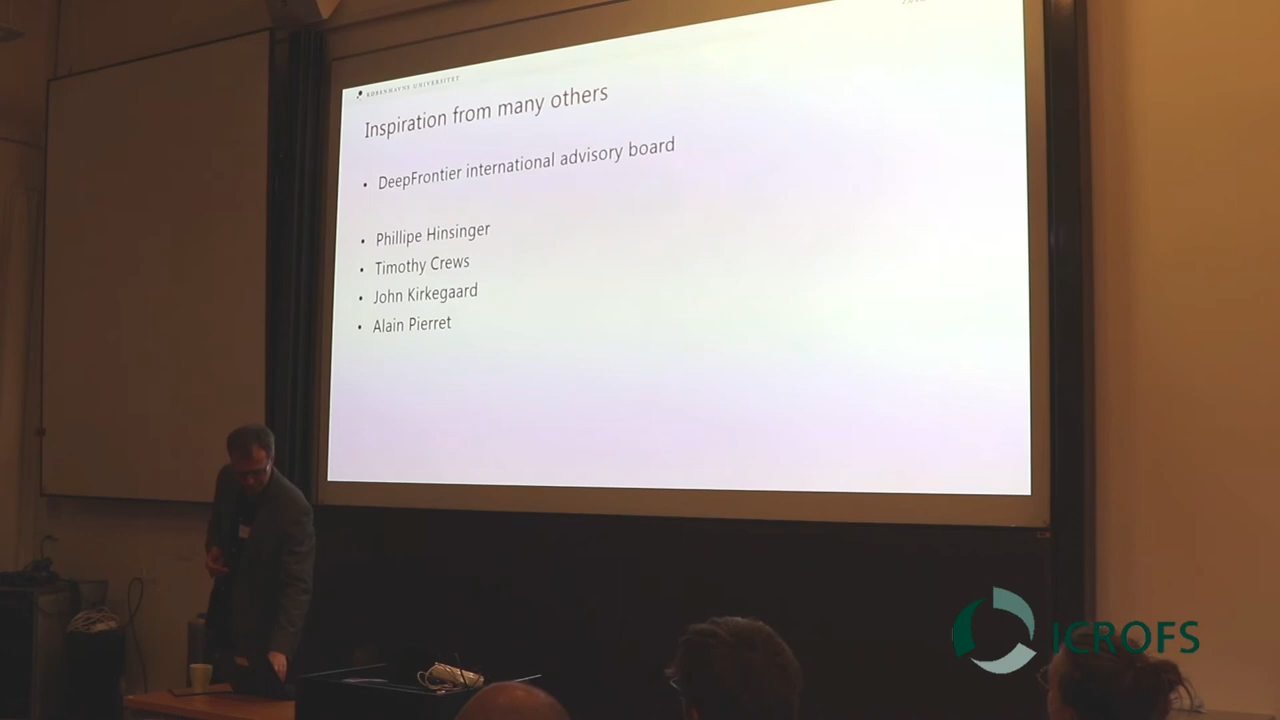 KØBENHAVNS UNIVERSITET
Inspiration from many others
• DeepFrontier international advisory board
• Phillipe Hinsinger
• Timothy Crews
• John Kirkegaard
• Alain Pierret
ICROFS